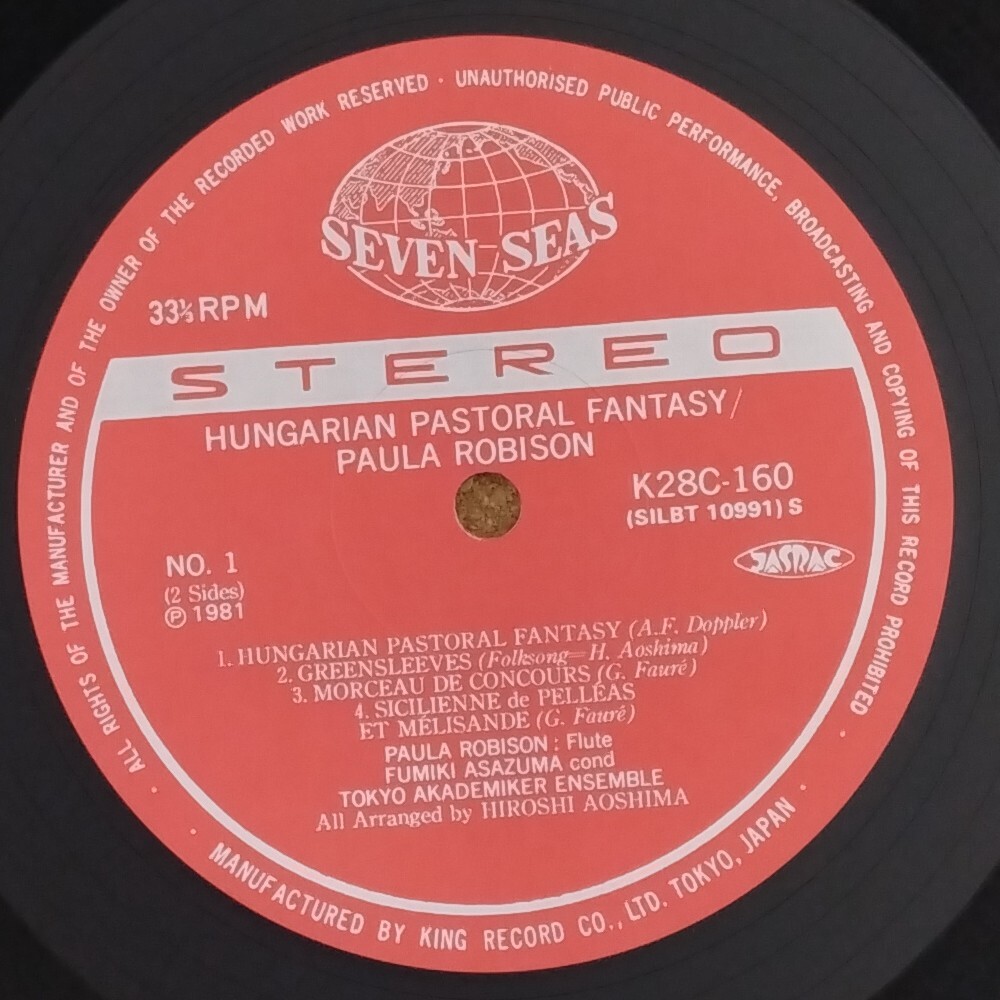 ALL RIGHTS OF THE MANUFACTURER AND OF THE OWNER OF THE RECORDED WORK RESERVED · UNAUTHORISED PUBLIC PERFORMANCE, BROADCASTING AND COPYING OF THIS RECORD PROHIBITED
SEVEN SEAS
33⅓ RPM
STEREO
HUNGARIAN PASTORAL FANTASY/
PAULA ROBISON
K28C-160
(SILBT 10991) S
JASRAC
NO. 1
(2 Sides)
℗ 1981
1. HUNGARIAN PASTORAL FANTASY (A.F. Doppler)
2. GREENSLEEVES (Folksong=H. Aoshima)
3. MORCEAU DE CONCOURS (G. Fauré)
4. SICILIENNE de PELLÉAS
ET MÉLISANDE (G. Fauré)
PAULA ROBISON : Flute
FUMIKI ASAZUMA cond
TOKYO AKADEMIKER ENSEMBLE
All Arranged by HIROSHI AOSHIMA
MANUFACTURED BY KING RECORD CO., LTD. TOKYO, JAPAN